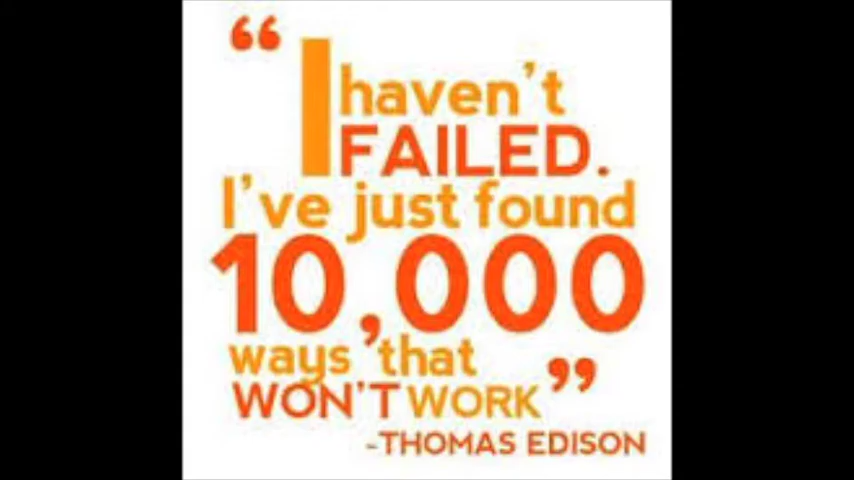 “ I haven't
FAILED.
I've just found
10,000
ways that
WON'T WORK ”
-THOMAS EDISON